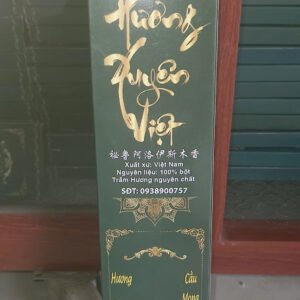 Hương
Xuyên
Việt
秘鲁阿洛伊斯木香
Xuất xứ: Việt Nam
Nguyên liệu: 100% bột
Trầm Hương nguyên chất
SĐT: 0938900757
Hương
Cầu
Mong